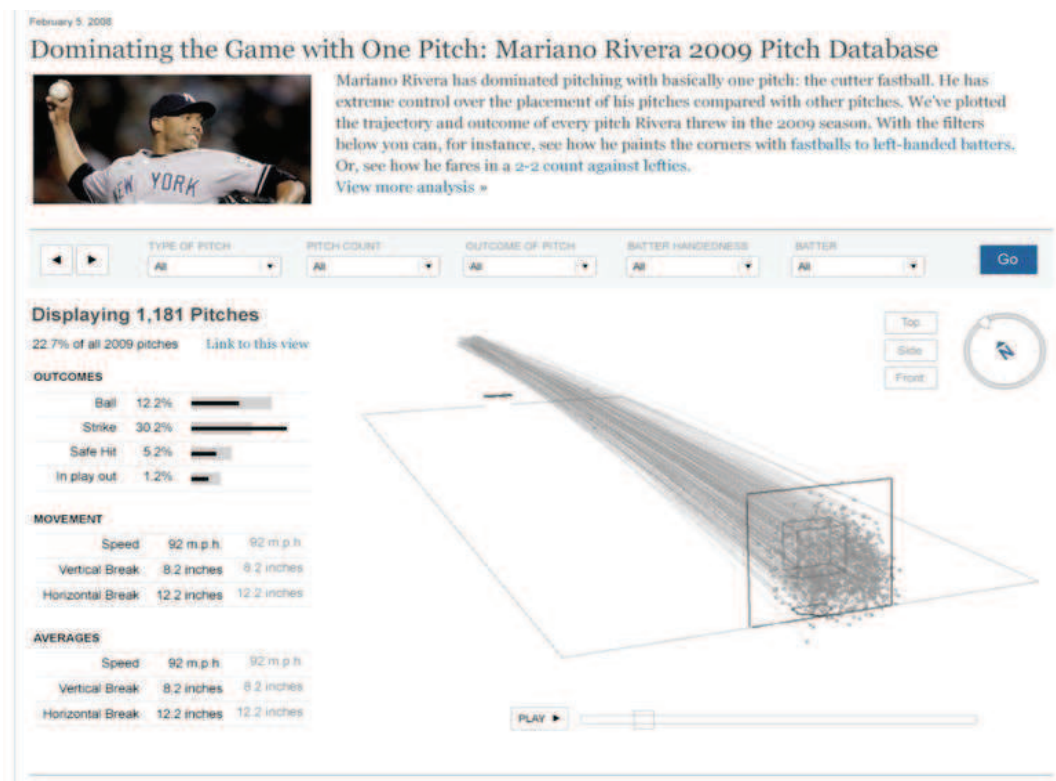 February 5, 2008
Dominating the Game with One Pitch: Mariano Rivera 2009 Pitch Database
Mariano Rivera has dominated pitching with basically one pitch: the cutter fastball. He has
extreme control over the placement of his pitches compared with other pitches. We've plotted
the trajectory and outcome of every pitch Rivera threw in the 2009 season. With the filters
below you can, for instance, see how he paints the corners with fastballs to left-handed batters.
Or, see how he fares in a 2-2 count against lefties.
View more analysis »
NEW YORK
TYPE OF PITCH PITCH COUNT OUTCOME OF PITCH BATTER HANDEDNESS BATTER
All All All All All Go
Displaying 1,181 Pitches
22.7% of all 2009 pitches Link to this view
OUTCOMES
Ball 12.2%
Strike 30.2%
Safe Hit 5.2%
In play out 1.2%
MOVEMENT
Speed 92 m.p.h. 92 m.p.h.
Vertical Break 8.2 inches 8.2 inches
Horizontal Break 12.2 inches 12.2 inches
AVERAGES
Speed 92 m.p.h. 92 m.p.h.
Vertical Break 8.2 inches 8.2 inches
Horizontal Break 12.2 inches 12.2 inches
Top
Side
Front
N
PLAY